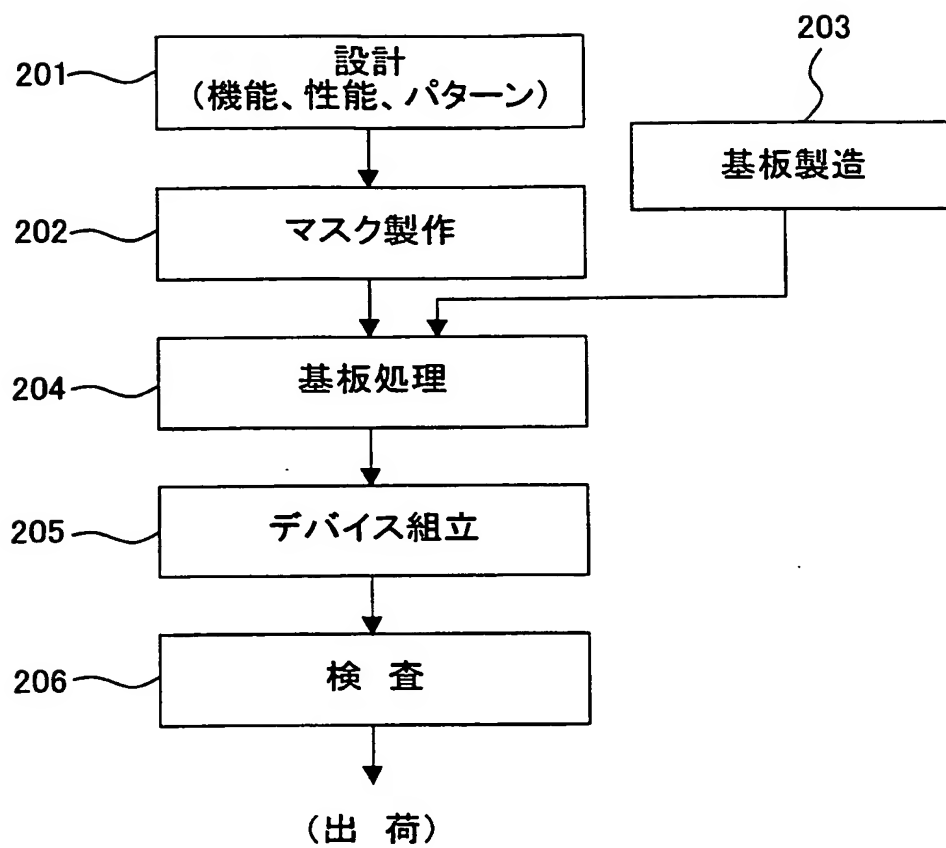 203
201
設計
(機能、性能、パターン)
基板製造
202
マスク製作
204
基板処理
205
デバイス組立
206
検 査
(出 荷)